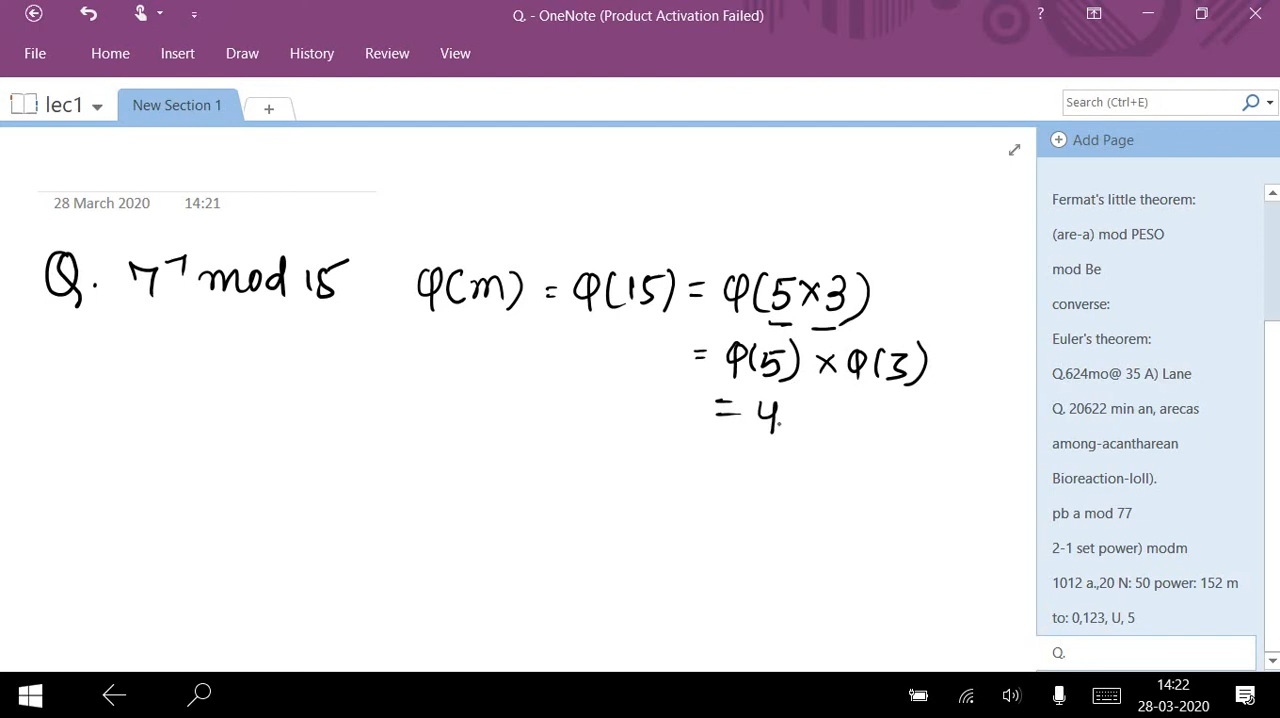 Q. - OneNote (Product Activation Failed)
File Home Insert Draw History Review View
lec1 New Section 1
Search (Ctrl+E)
Add Page
28 March 2020 14:21
Q. 7⁻¹ mod 15 φ(m) = φ(15) = φ(5×3)
= φ(5) × φ(3)
= 4
Fermat's little theorem:
(are-a) mod PESO
mod Be
converse:
Euler's theorem:
Q,624mo@ 35 A) Lane
Q. 20622 min an, arecas
among-acantharean
Bioreaction-loll).
pb a mod 77
2-1 set power) modm
1012 a.,20 N: 50 power: 152 m
to: 0,123, U, 5
Q.
14:22
28-03-2020